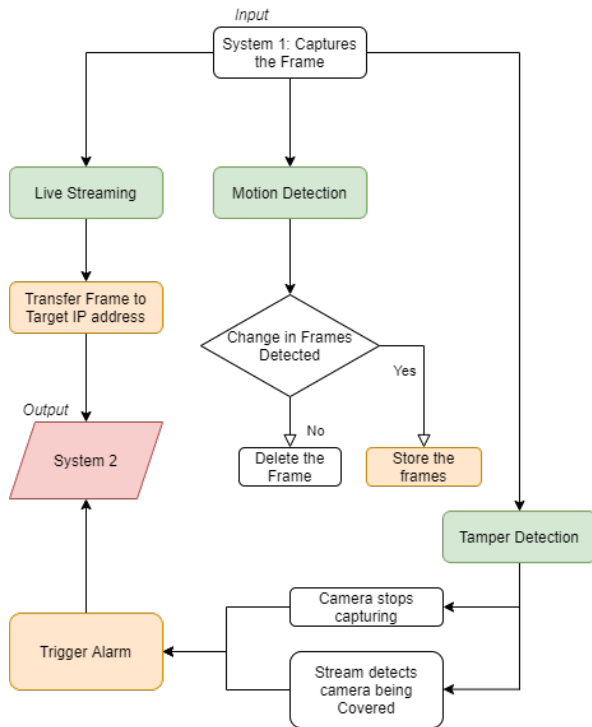 Input
System 1: Captures
the Frame
Live Streaming
Motion Detection
Transfer Frame to
Target IP address
Change in Frames
Detected
Yes
Output
No
System 2
Delete the
Frame
Store the
frames
Tamper Detection
Camera stops
capturing
Trigger Alarm
Stream detects
camera being
Covered